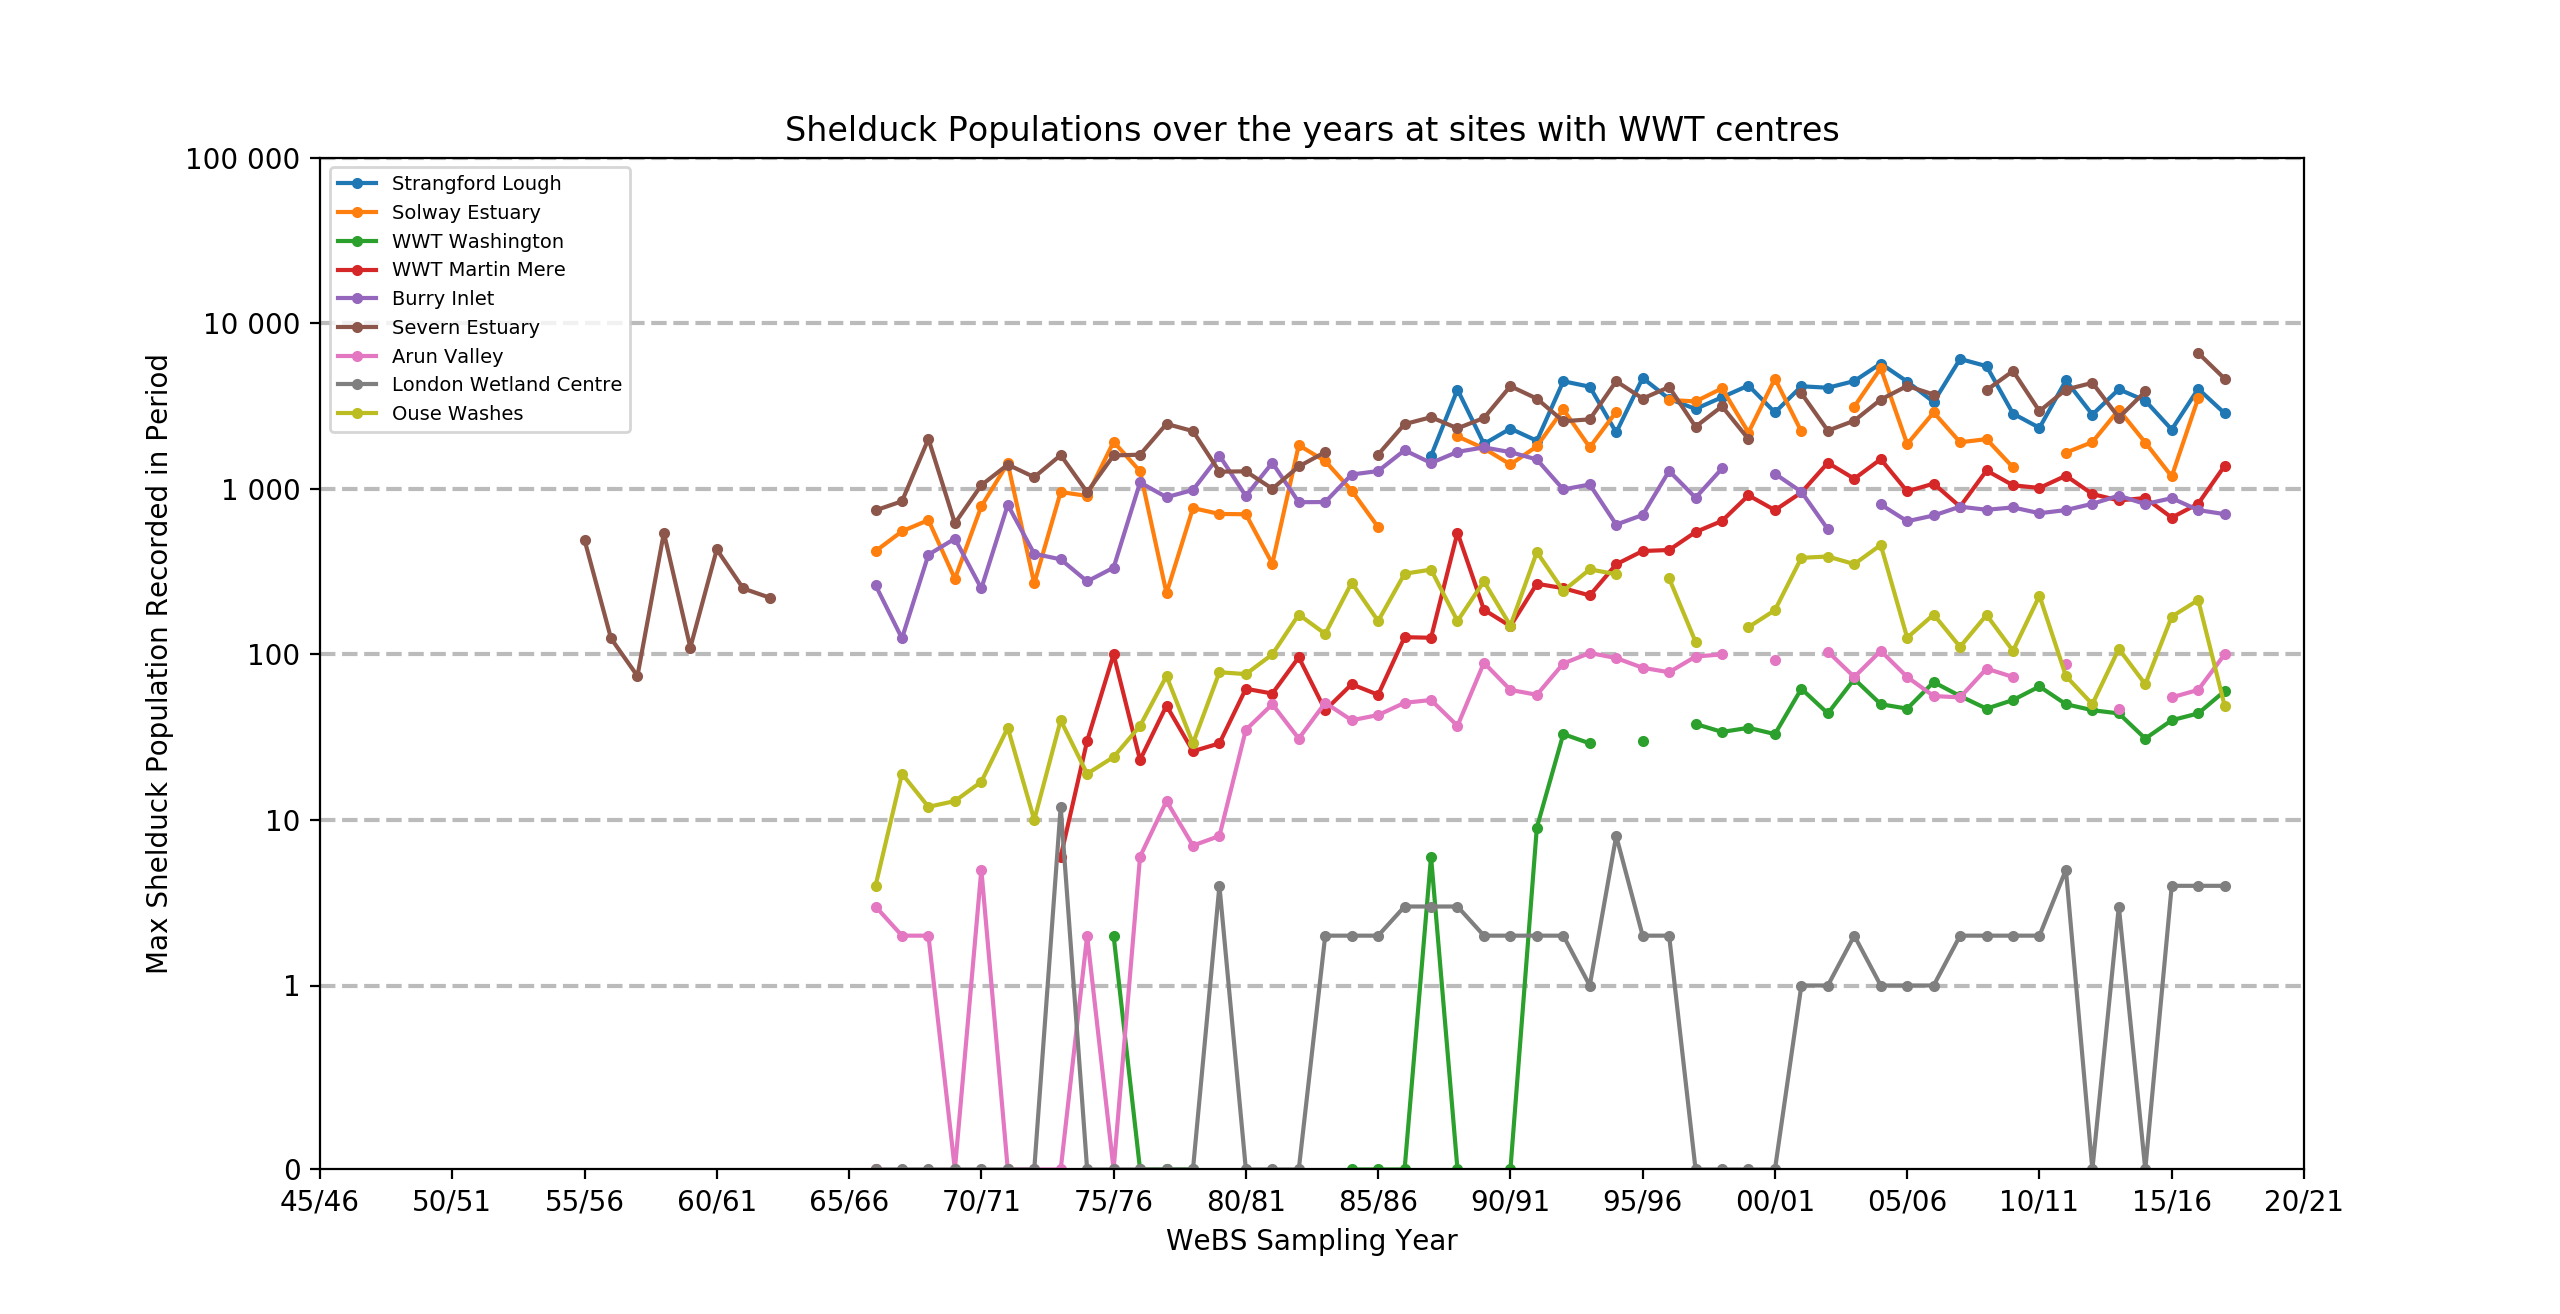 Shelduck Populations over the years at sites with WWT centres
100 000
10 000
1 000
100
10
1
0
Max Shelduck Population Recorded in Period
Strangford Lough
Solway Estuary
WWT Washington
WWT Martin Mere
Burry Inlet
Severn Estuary
Arun Valley
London Wetland Centre
Ouse Washes
45/46 50/51 55/56 60/61 65/66 70/71 75/76 80/81 85/86 90/91 95/96 00/01 05/06 10/11 15/16 20/21
WeBS Sampling Year